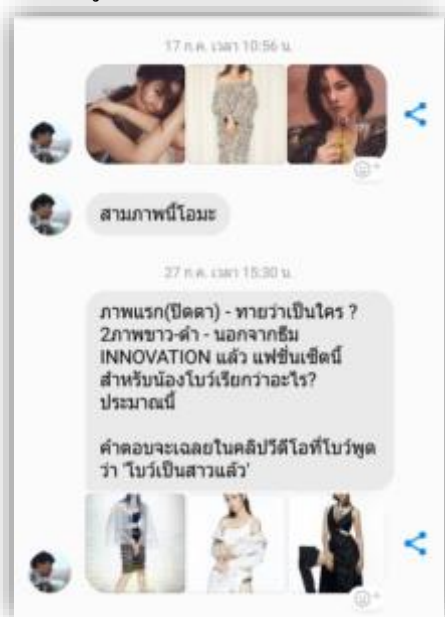 17 ก.ค. เวลา 10:56 น.
สามภาพนี้โอมะ
27 ก.ค. เวลา 15:30 น.
ภาพแรก(ปิดตา) - ทายว่าเป็นใคร ?
2ภาพขาว-ดำ - นอกจากธีม
INNOVATION แล้ว แฟชั่นเซ็ตนี้
สำหรับน้องโบว์เรียกว่าอะไร?
ประมาณนี้
คำตอบจะเฉลยในคลิปวีดีโอที่โบว์พูด
ว่า 'โบว์เป็นสาวแล้ว'